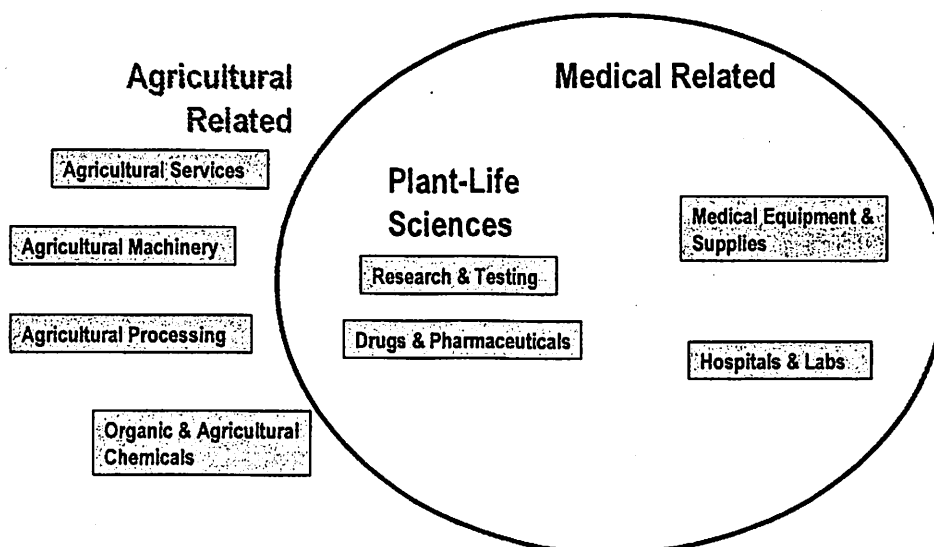 Agricultural
Related
Medical Related
Agricultural Services
Plant-Life
Sciences
Medical Equipment &
Supplies
Agricultural Machinery
Research & Testing
Agricultural Processing
Drugs & Pharmaceuticals
Hospitals & Labs
Organic & Agricultural
Chemicals